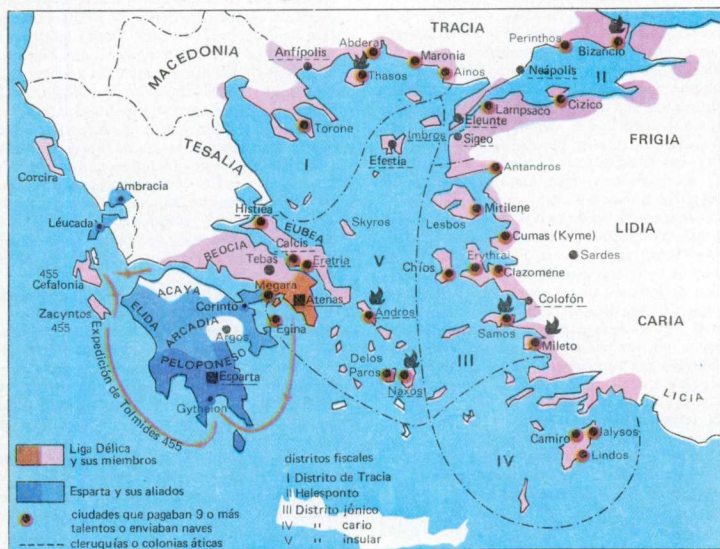 TRACIA
Perinthos
Bizancio
Abdera
Maronia
MACEDONIA
Anfípolis
Thasos
Ainos
Neápolis
II
Lampsaco
Cízico
Torone
Imbros
Eleunte
FRIGIA
TESALIA
Efestia
Sigeo
I
Corcira
Ambracia
Antandros
Léucada
Histiea
Skyros
Lesbos
Mitilene
LIDIA
EUBEA
Cumas (Kyme)
BEOCIA
Calcis
V
Erythrai
Sardes
Tebas
Eretria
Chíos
Clazomene
455
Cefalonia
ACAYA
Megara
Atenas
Colofón
Zacyntos
455
ELIDA
Corinto
Andros
ARCADIA
Egina
Samos
CARIA
Argos
Mileto
PELOPONESO
Delos
III
Esparta
Paros
Naxos
LICIA
Expedición de Tolmides 455
Gytheion
Camiro
Jalysos
IV
Lindos
Liga Délica
y sus miembros
Esparta y sus aliados
ciudades que pagaban 9 o más
talentos o enviaban naves
cleruquías o colonias áticas
distritos fiscales
I Distrito de Tracia
II Helesponto
III Distrito jónico
IV " cario
V " insular